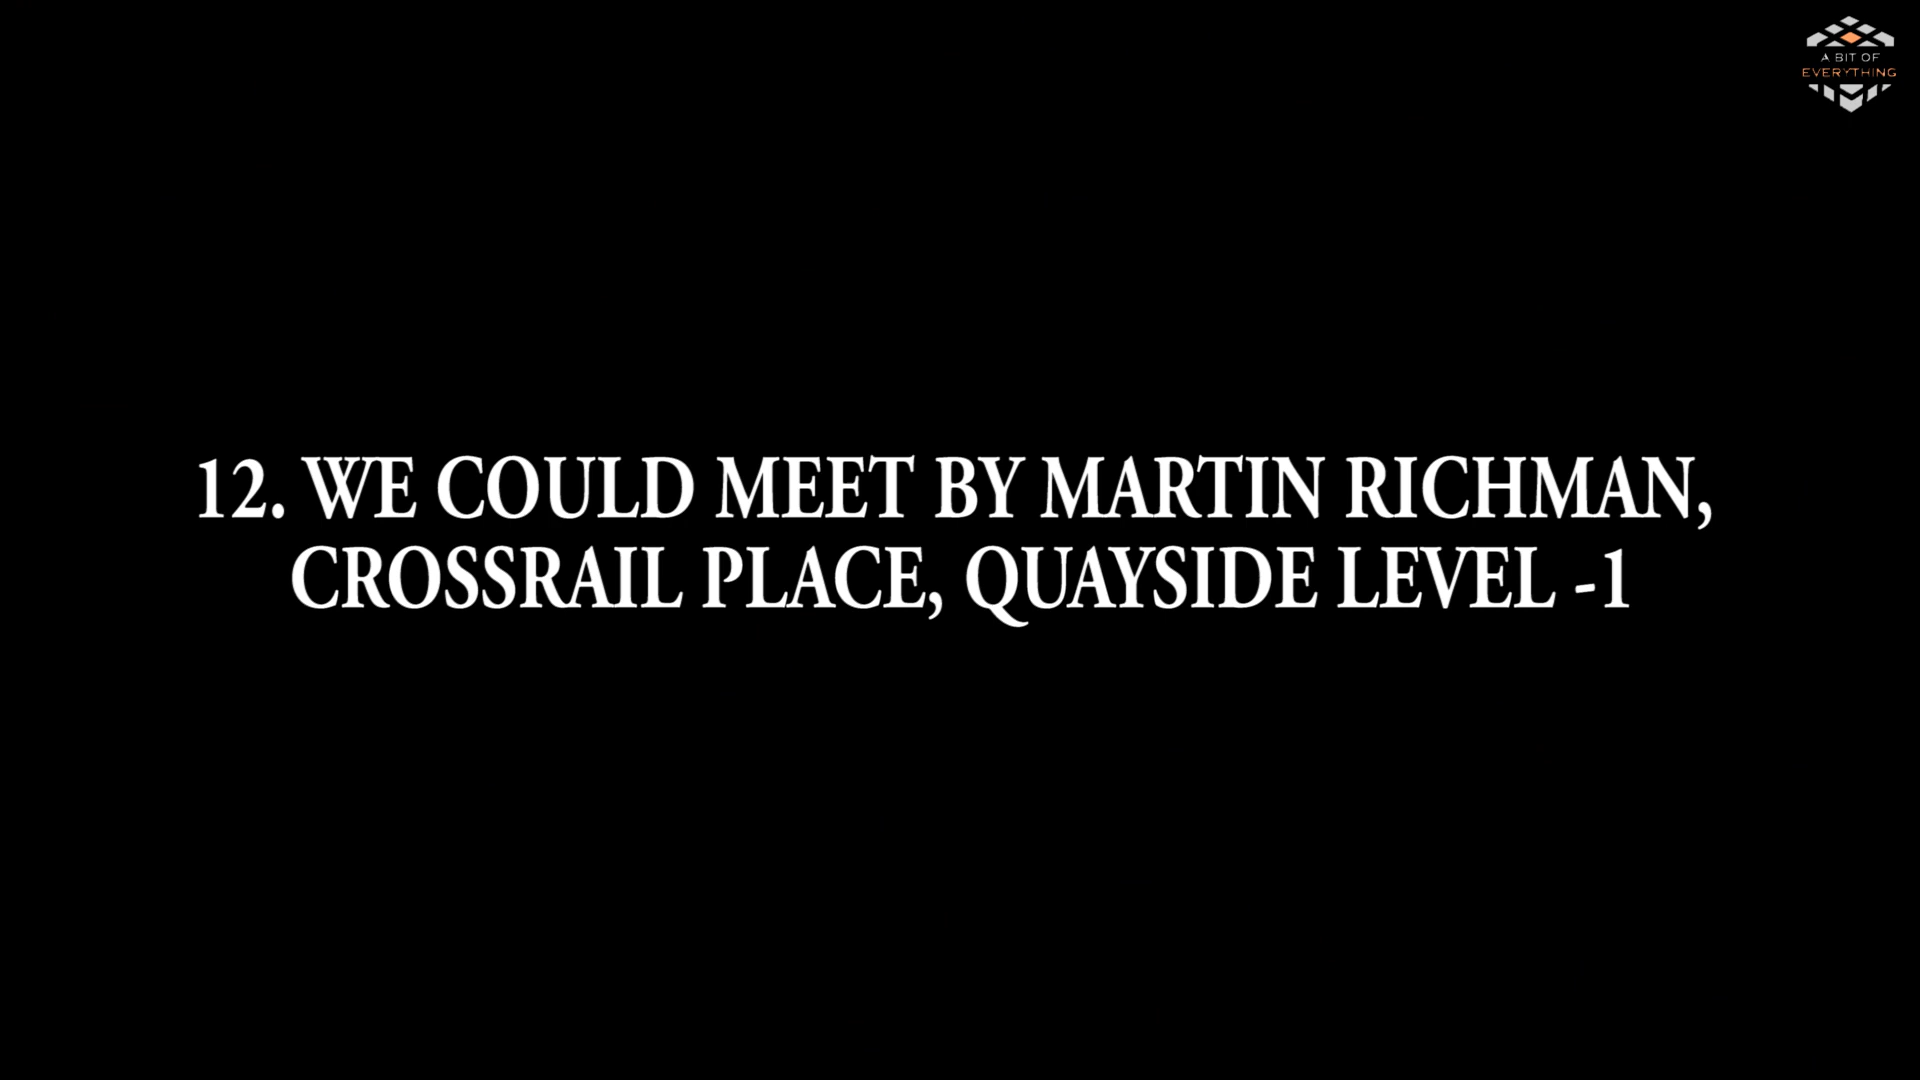 A BIT OF
EVERYTHING
12. WE COULD MEET BY MARTIN RICHMAN,
CROSSRAIL PLACE, QUAYSIDE LEVEL -1